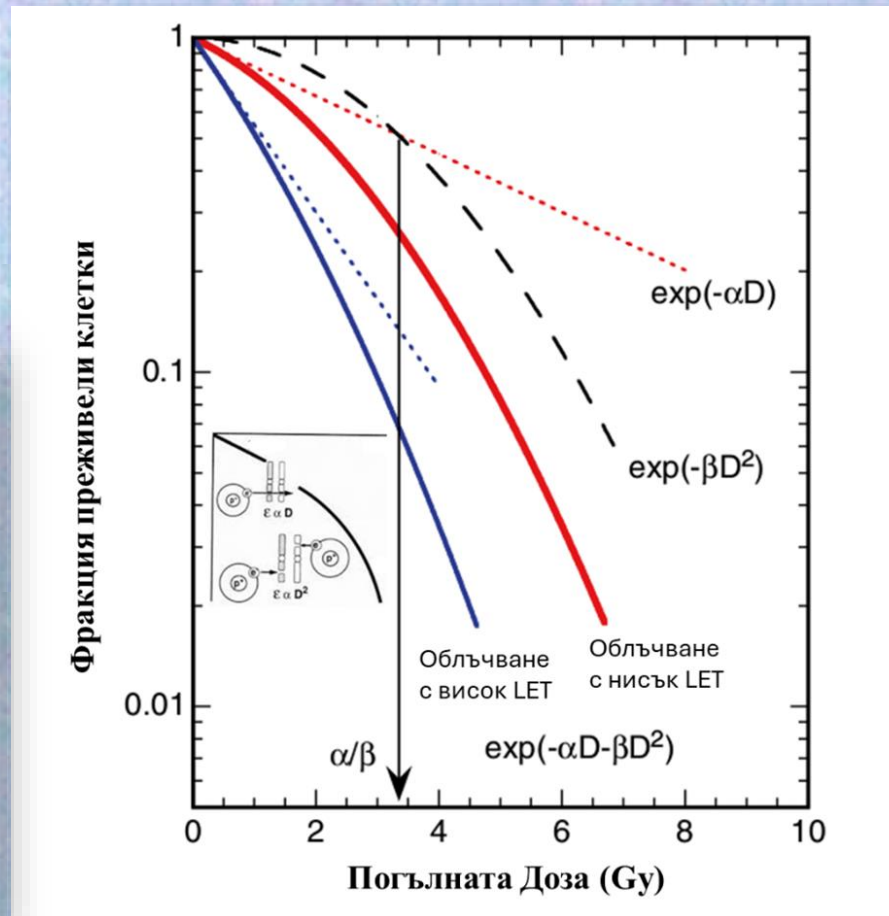 1
0.1
0.01
Фракция преживели клетки
exp(-αD)
exp(-βD²)
p⁺ e
ε α D
e
p⁺ e p⁺
ε α D²
Облъчване
с висок LET
Облъчване
с нисък LET
α/β
exp(-αD-βD²)
0 2 4 6 8 10
Погълната Доза (Gy)